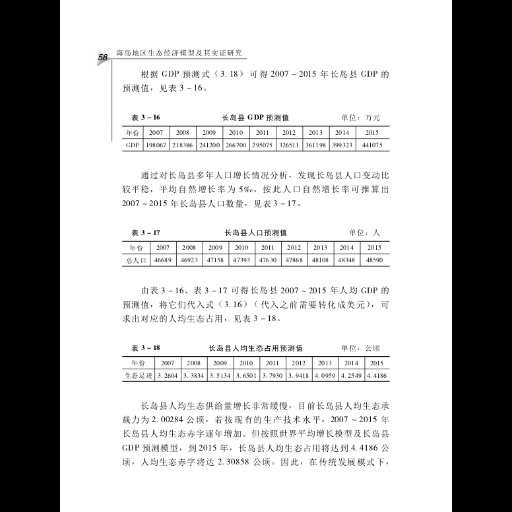 58
海岛地区生态经济模型及其实证研究
根据 GDP 预测式（3.18）可得 2007～2015 年长岛县 GDP 的
预测值，见表 3－16。
表 3－16 长岛县 GDP 预测值 单位：万元
年份 2007 2008 2009 2010 2011 2012 2013 2014 2015
GDP 198067 218386 241200 266700 295075 326511 361198 399323 441075
通过对长岛县多年人口增长情况分析，发现长岛县人口变动比
较平稳，平均自然增长率为 5‰，按此人口自然增长率可推算出
2007～2015 年长岛县人口数量，见表 3－17。
表 3－17 长岛县人口预测值 单位：人
年份 2007 2008 2009 2010 2011 2012 2013 2014 2015
总人口 46689 46923 47158 47393 47630 47868 48108 48348 48590
由表 3－16、表 3－17 可得长岛县 2007～2015 年人均 GDP 的
预测值，将它们代入式（3.16）（代入之前需要转化成美元），可
求出对应的人均生态占用，见表 3－18。
表 3－18 长岛县人均生态占用预测值 单位：公顷
年份 2007 2008 2009 2010 2011 2012 2013 2014 2015
生态足迹 3.2604 3.3834 3.5134 3.6501 3.7930 3.9418 4.0959 4.2549 4.4186
长岛县人均生态供给量增长非常缓慢，目前长岛县人均生态承
载力为 2.00284 公顷，若按现有的生产技术水平，2007～2015 年
长岛县人均生态赤字逐年增加。但按照世界平均增长模型及长岛县
GDP 预测模型，到 2015 年，长岛县人均生态占用将达到 4.4186 公
顷，人均生态赤字将达 2.30858 公顷。因此，在传统发展模式下，